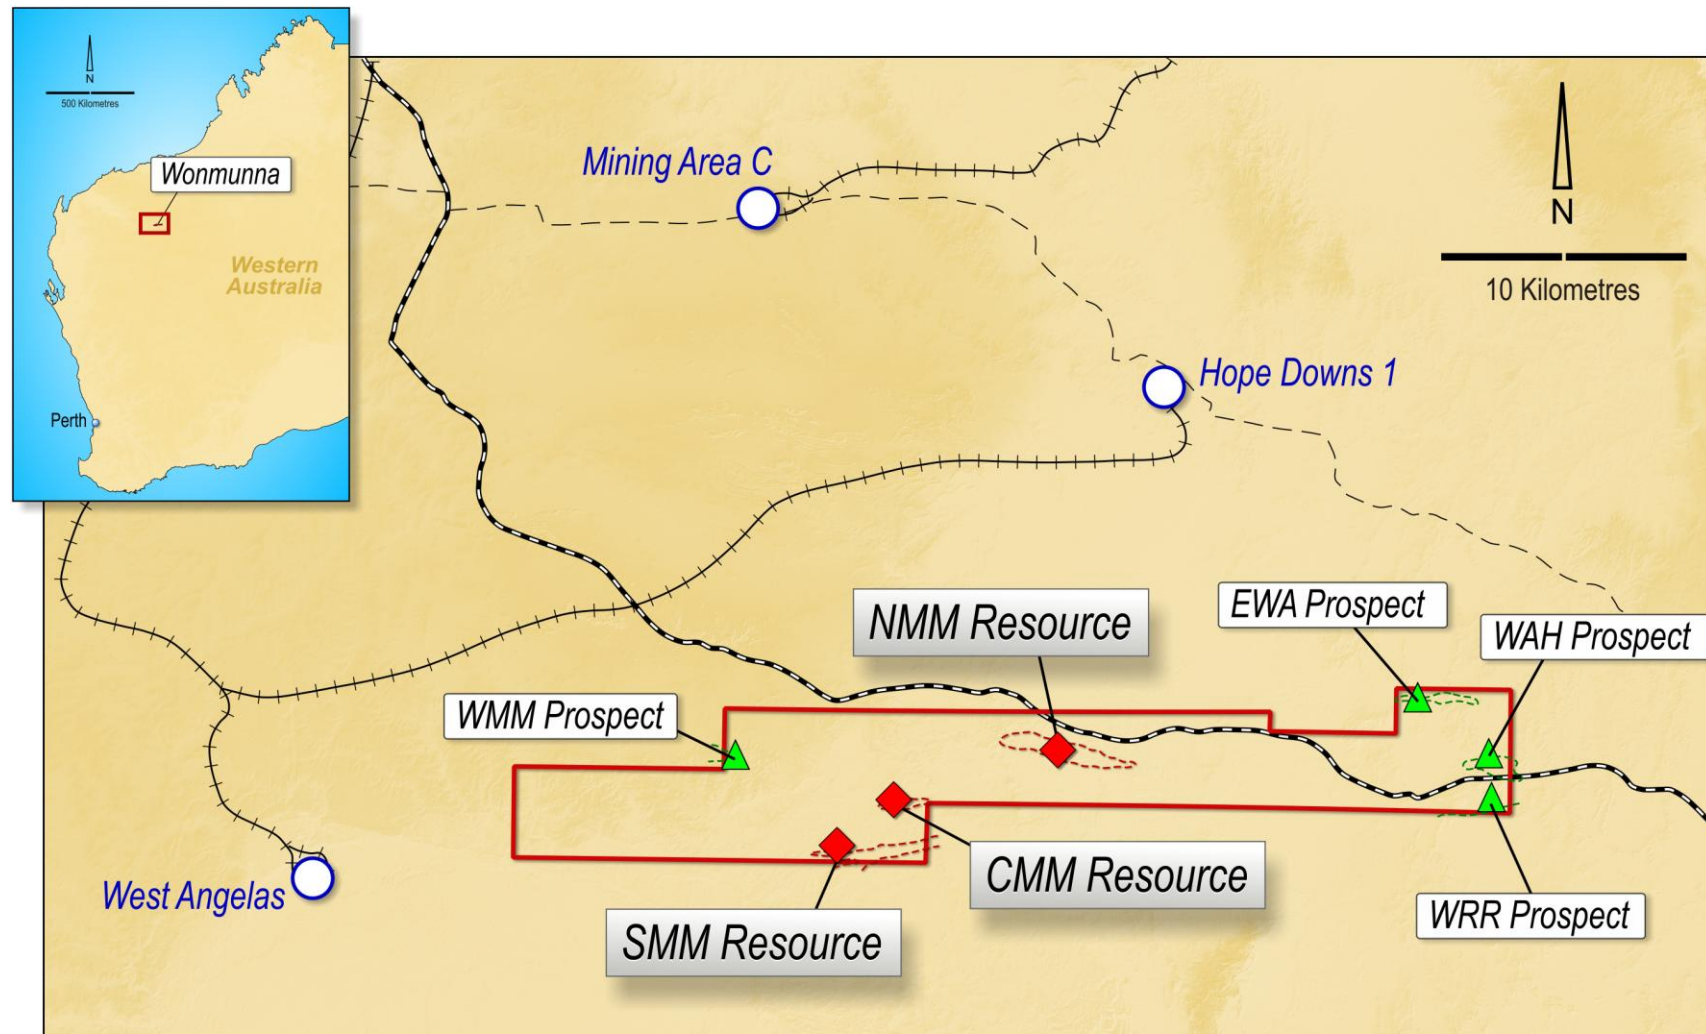 N
500 Kilometres
Wonmunna
Western
Australia
Perth
Mining Area C
N
10 Kilometres
Hope Downs 1
NMM Resource
EWA Prospect
WAH Prospect
WMM Prospect
CMM Resource
West Angelas
SMM Resource
WRR Prospect